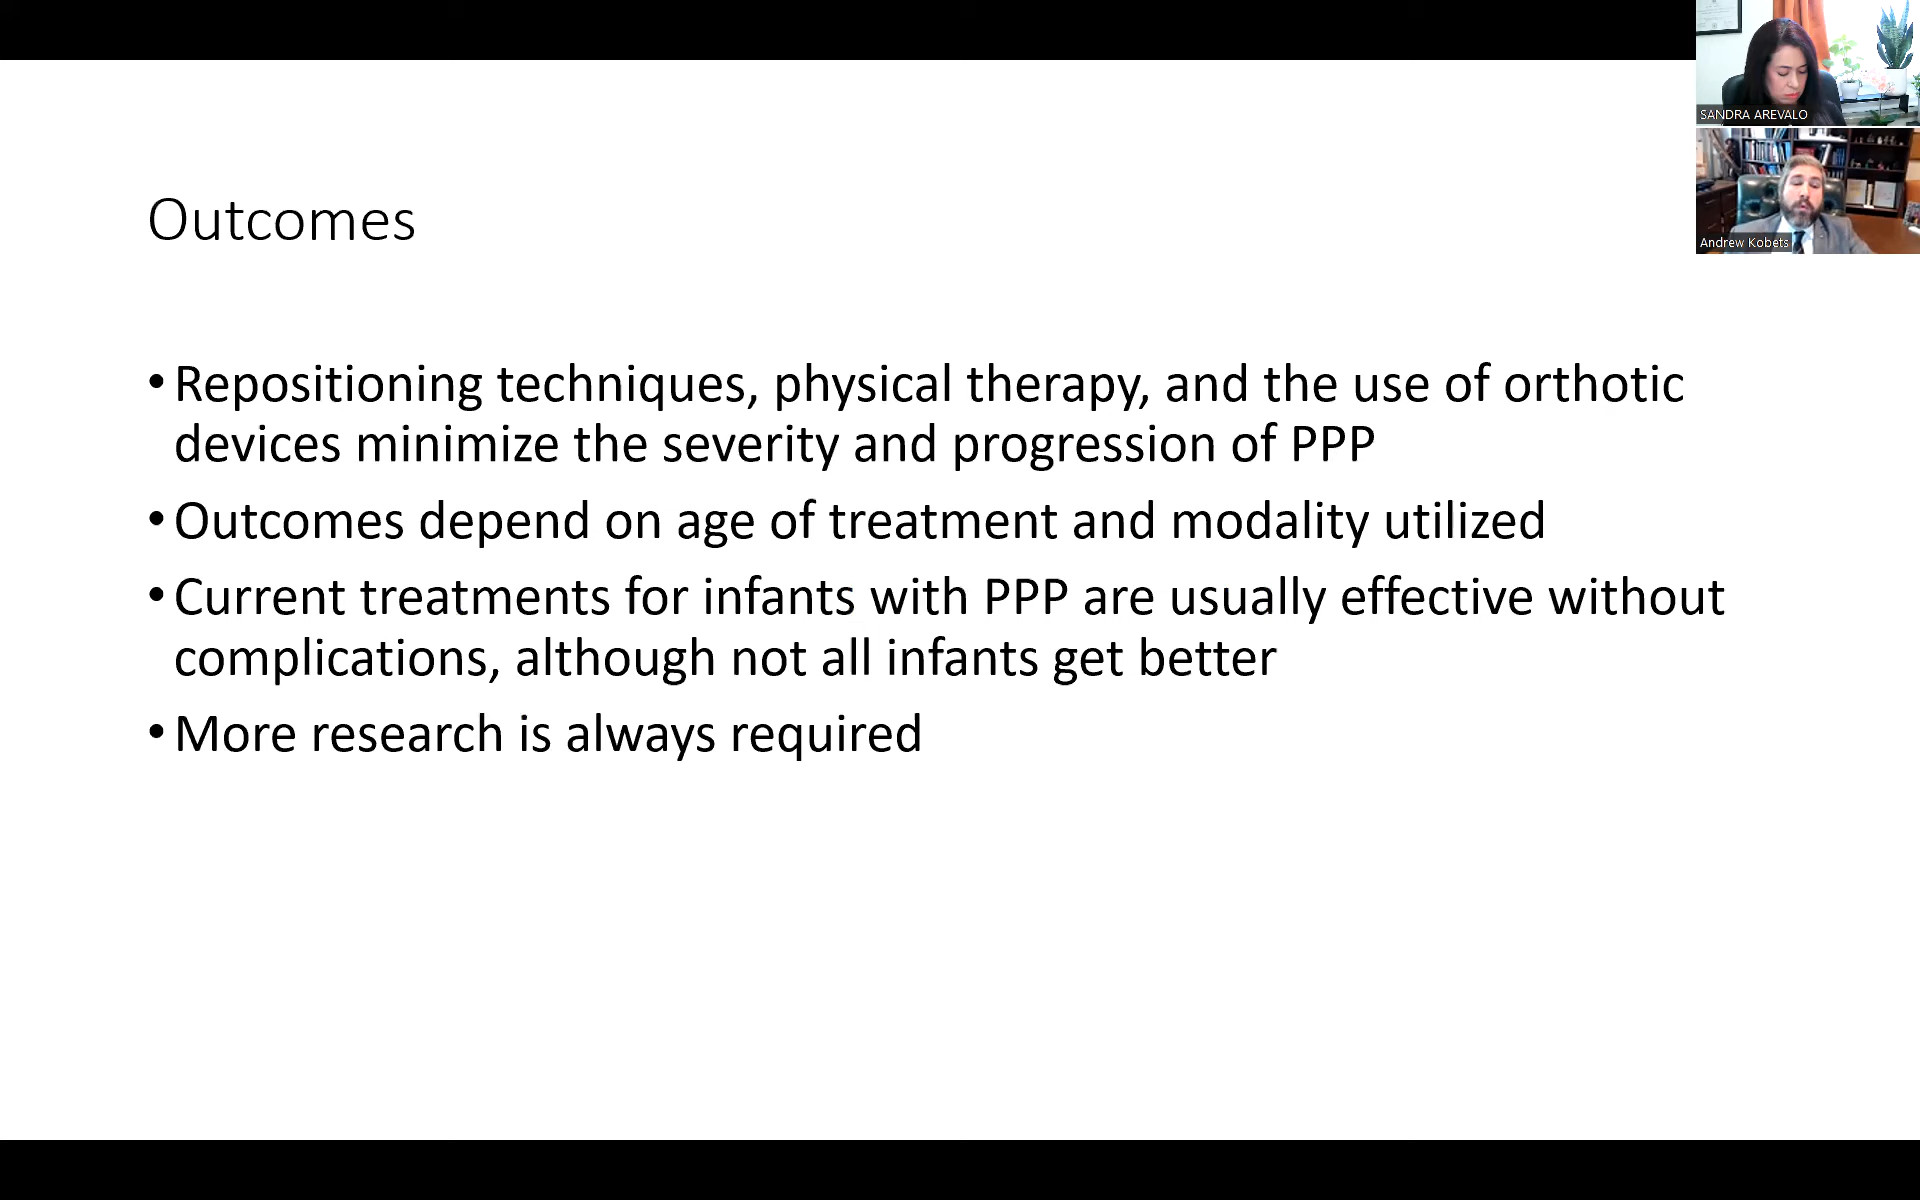 SANDRA AREVALO
Andrew Kobets
Outcomes
•Repositioning techniques, physical therapy, and the use of orthotic
devices minimize the severity and progression of PPP
•Outcomes depend on age of treatment and modality utilized
•Current treatments for infants with PPP are usually effective without
complications, although not all infants get better
•More research is always required